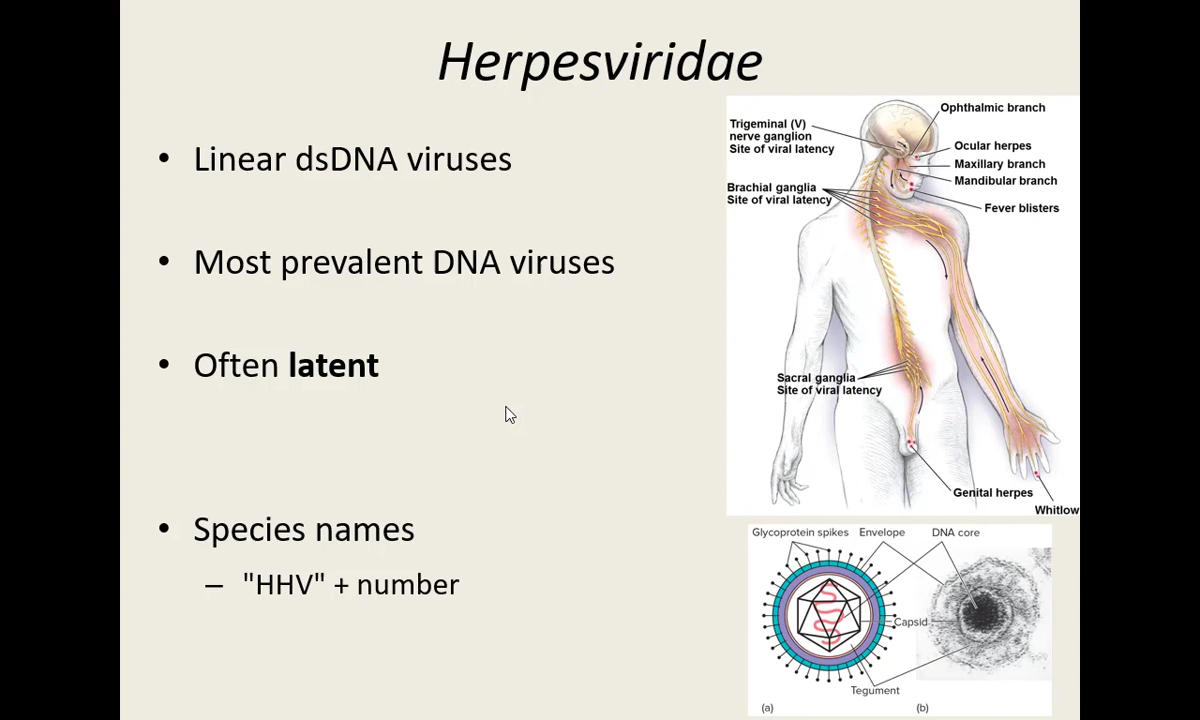 Herpesviridae
• Linear dsDNA viruses
• Most prevalent DNA viruses
• Often latent
• Species names
– "HHV" + number
Ophthalmic branch
Trigeminal (V)
nerve ganglion
Site of viral latency
Ocular herpes
Maxillary branch
Mandibular branch
Brachial ganglia
Site of viral latency
Fever blisters
Sacral ganglia
Site of viral latency
Genital herpes
Whitlow
Glycoprotein spikes
Envelope
DNA core
Capsid
Tegument
(a)
(b)